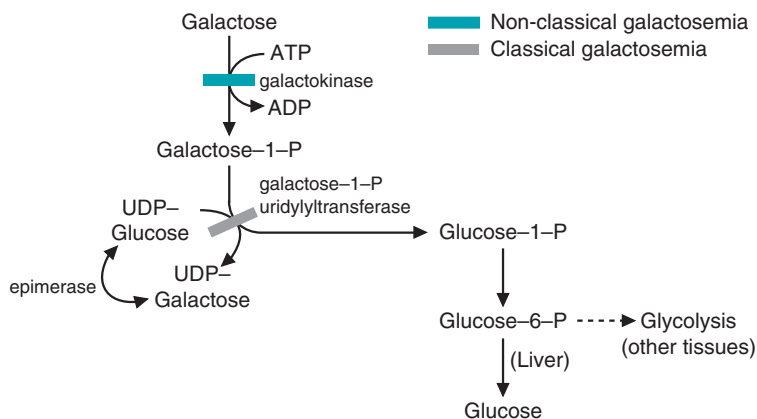 Galactose
Non-classical galactosemia
Classical galactosemia
ATP
galactokinase
ADP
Galactose–1–P
galactose–1–P
uridylyltransferase
UDP–
Glucose
Glucose–1–P
UDP–
Galactose
epimerase
Glucose–6–P
Glycolysis
(other tissues)
(Liver)
Glucose